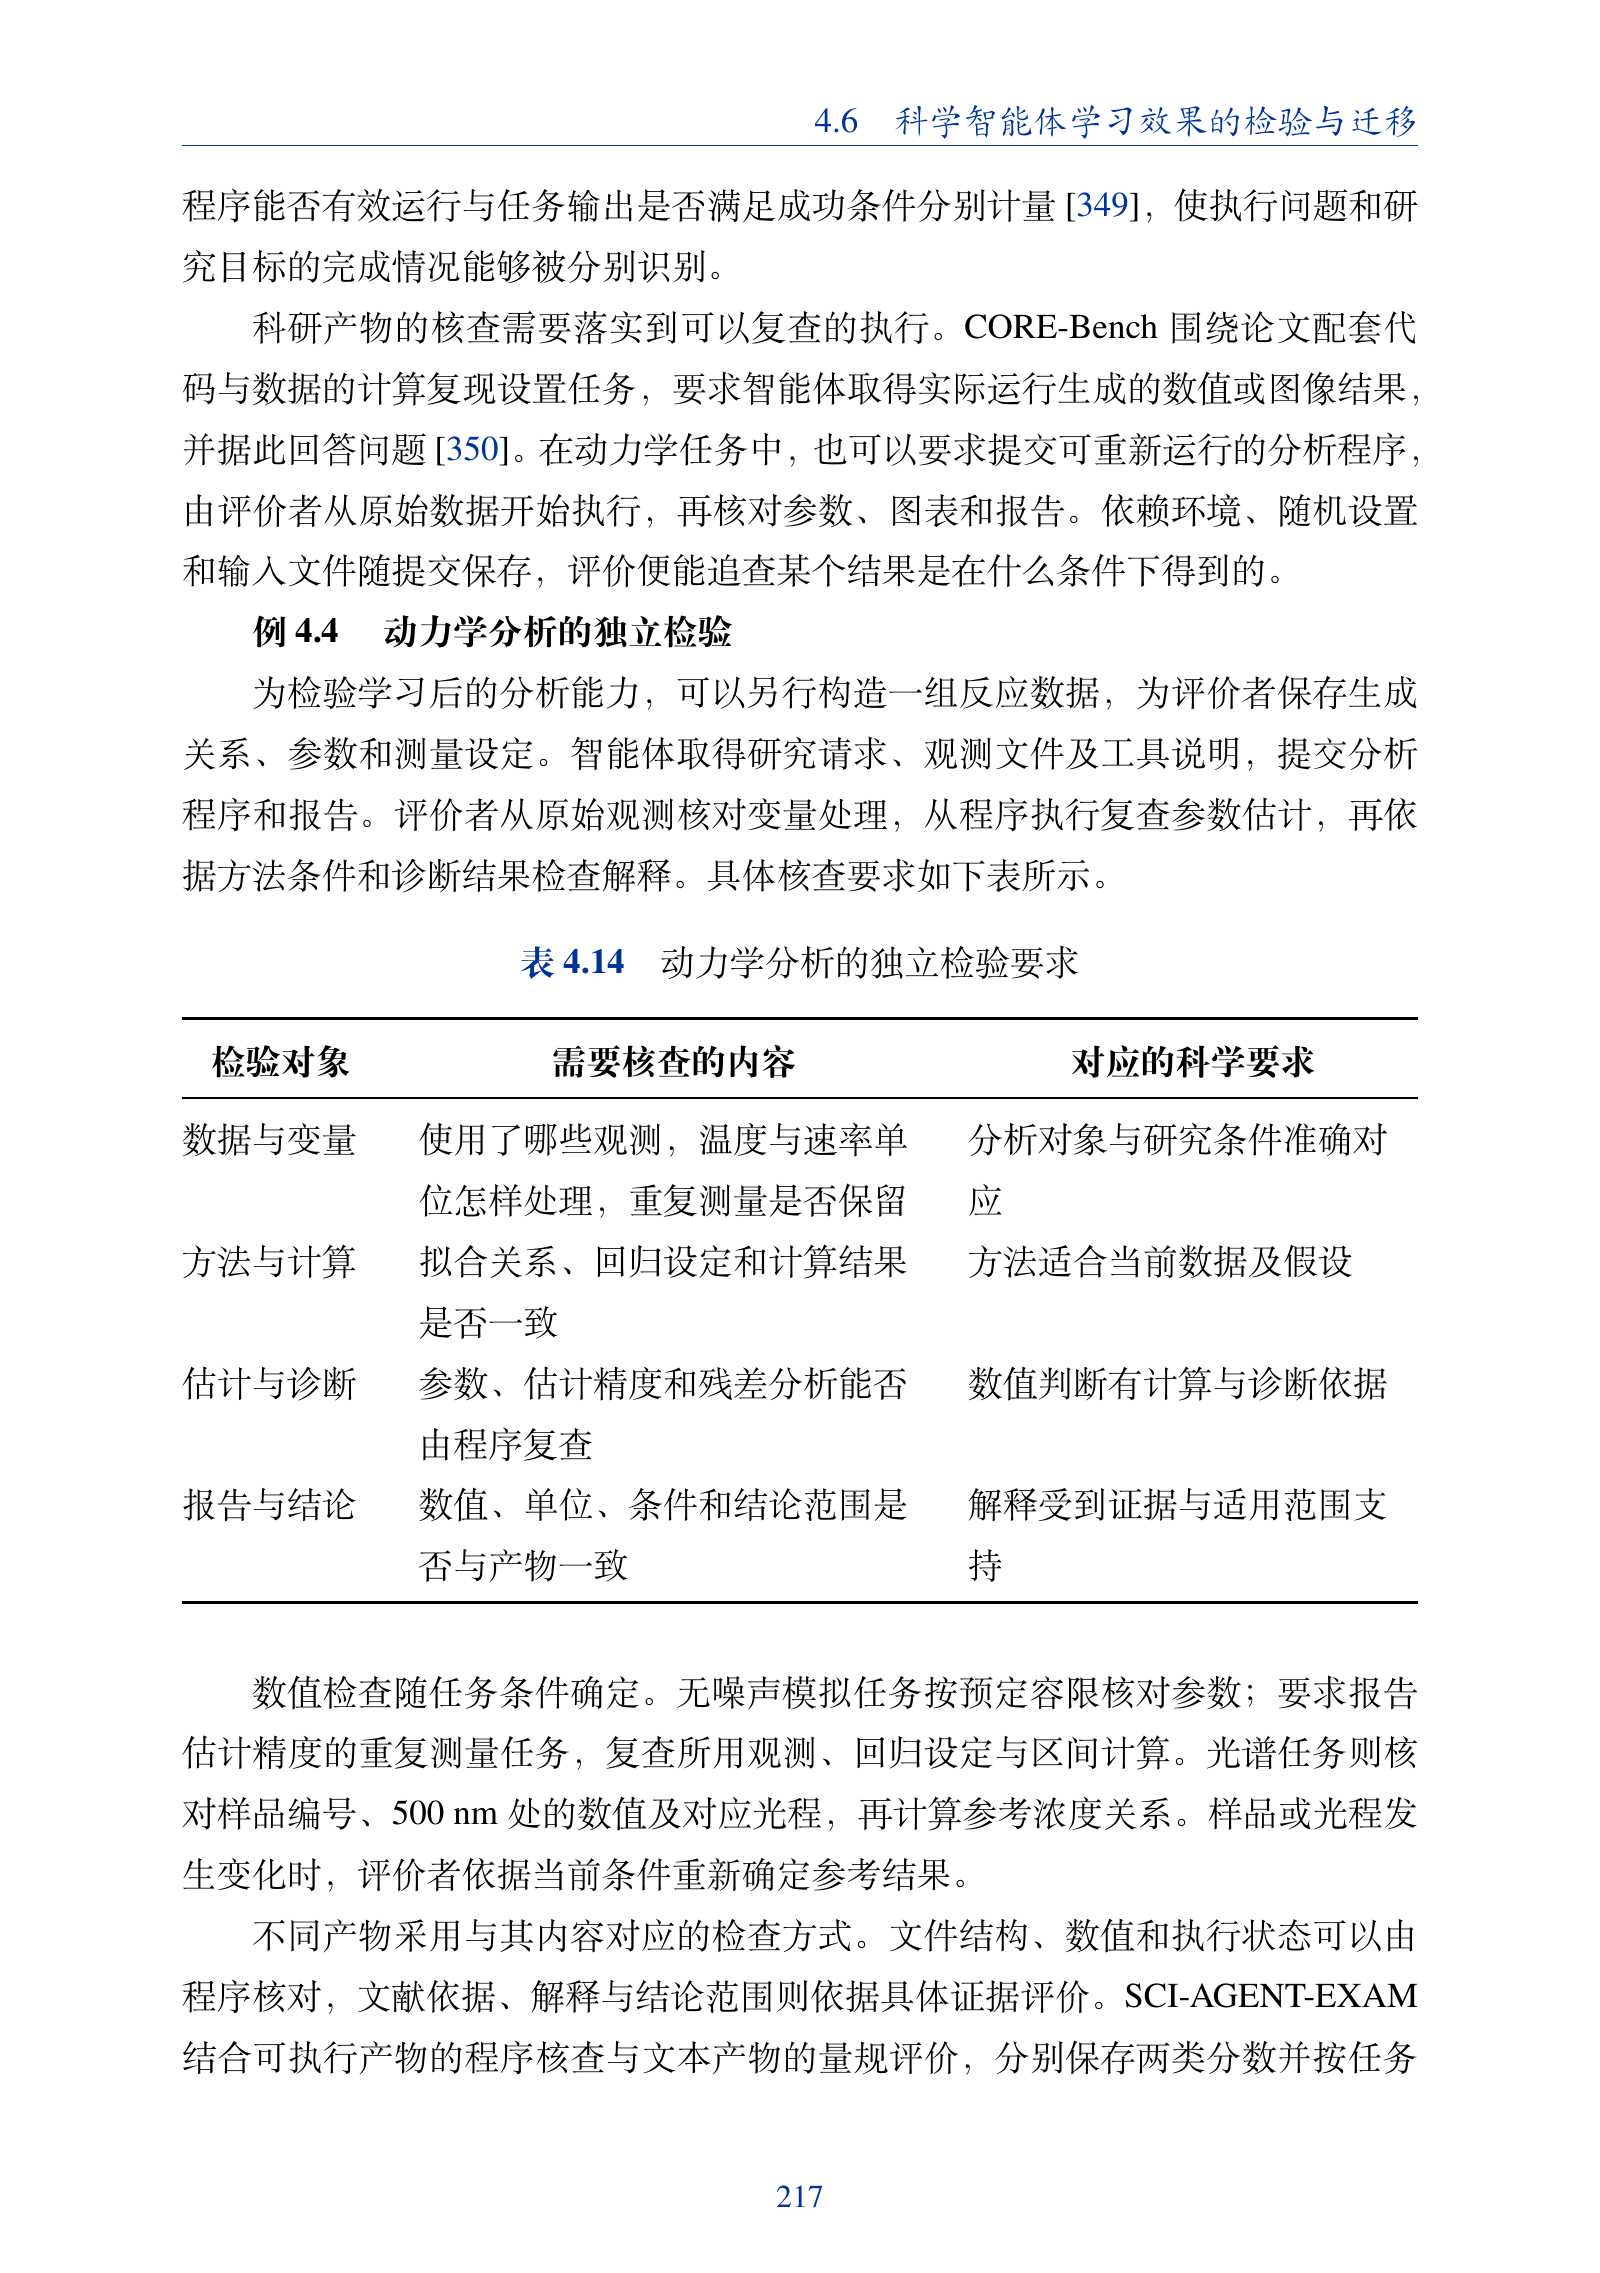 4.6 科学智能体学习效果的检验与迁移
程序能否有效运行与任务输出是否满足成功条件分别计量 [349]，使执行问题和研
究目标的完成情况能够被分别识别。
科研产物的核查需要落实到可以复查的执行。CORE-Bench 围绕论文配套代
码与数据的计算复现设置任务，要求智能体取得实际运行生成的数值或图像结果，
并据此回答问题 [350]。在动力学任务中，也可以要求提交可重新运行的分析程序，
由评价者从原始数据开始执行，再核对参数、图表和报告。依赖环境、随机设置
和输入文件随提交保存，评价便能追查某个结果是在什么条件下得到的。
例 4.4 动力学分析的独立检验
为检验学习后的分析能力，可以另行构造一组反应数据，为评价者保存生成
关系、参数和测量设定。智能体取得研究请求、观测文件及工具说明，提交分析
程序和报告。评价者从原始观测核对变量处理，从程序执行复查参数估计，再依
据方法条件和诊断结果检查解释。具体核查要求如下表所示。
表 4.14 动力学分析的独立检验要求
检验对象 需要核查的内容 对应的科学要求
数据与变量 使用了哪些观测，温度与速率单 分析对象与研究条件准确对
位怎样处理，重复测量是否保留 应
方法与计算 拟合关系、回归设定和计算结果 方法适合当前数据及假设
是否一致
估计与诊断 参数、估计精度和残差分析能否 数值判断有计算与诊断依据
由程序复查
报告与结论 数值、单位、条件和结论范围是 解释受到证据与适用范围支
否与产物一致 持
数值检查随任务条件确定。无噪声模拟任务按预定容限核对参数；要求报告
估计精度的重复测量任务，复查所用观测、回归设定与区间计算。光谱任务则核
对样品编号、500 nm 处的数值及对应光程，再计算参考浓度关系。样品或光程发
生变化时，评价者依据当前条件重新确定参考结果。
不同产物采用与其内容对应的检查方式。文件结构、数值和执行状态可以由
程序核对，文献依据、解释与结论范围则依据具体证据评价。SCI-AGENT-EXAM
结合可执行产物的程序核查与文本产物的量规评价，分别保存两类分数并按任务
217